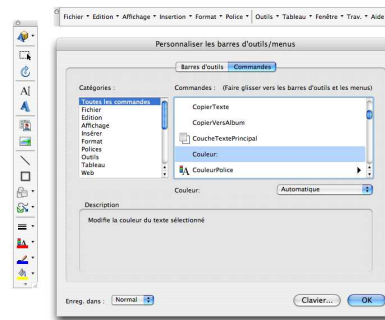 Fichier Edition Affichage Insertion Format Police Outils Tableau Fenêtre Trav. Aide
Personnaliser les barres d'outils/menus
Barres d'outils Commandes
Catégories :
Commandes : (Faire glisser vers les barres d'outils et les menus)
Toutes les commandes
Fichier
Edition
Affichage
Insérer
Format
Polices
Outils
Tableau
Web
CopierTexte
CopierVersAlbum
CoucheTextePrincipal
Couleur:
CouleurPolice
Couleur: Automatique
Description
Modifie la couleur du texte sélectionné
Enreg. dans : Normal Clavier... OK